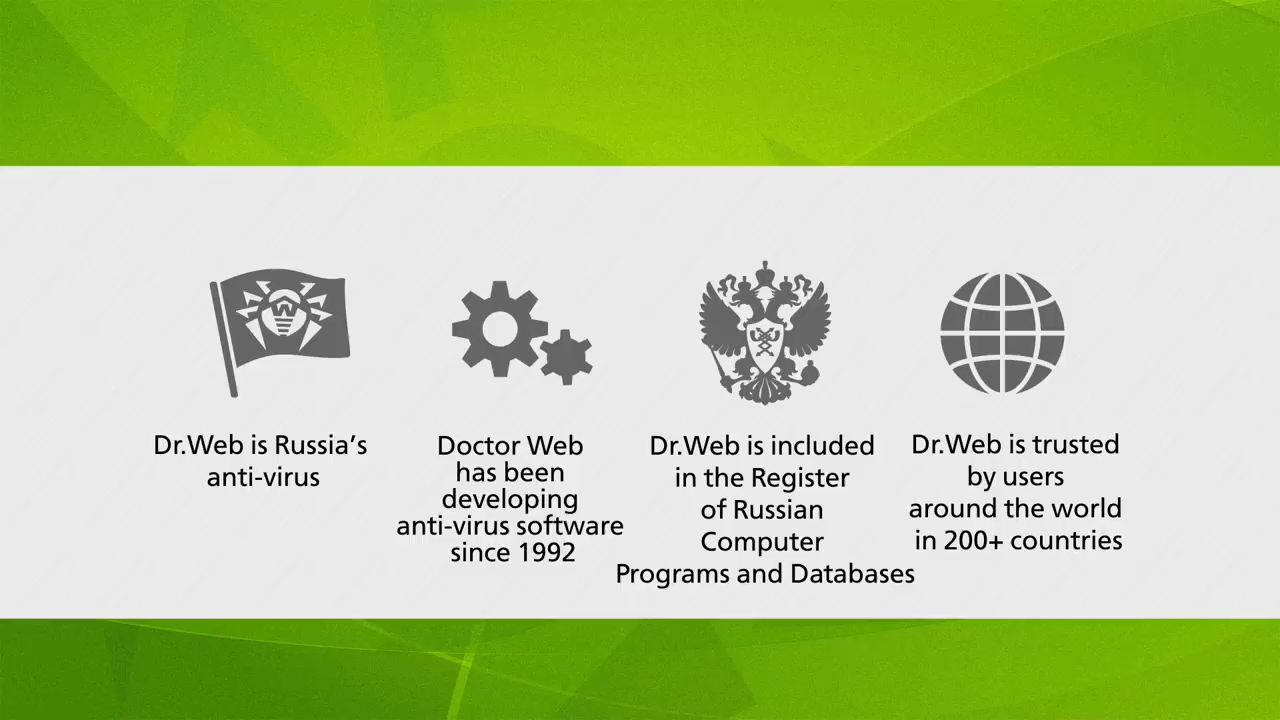 Dr.Web is Russia's
anti-virus
Doctor Web
has been
developing
anti-virus software
since 1992
Dr.Web is included
in the Register
of Russian
Computer
Programs and Databases
Dr.Web is trusted
by users
around the world
in 200+ countries